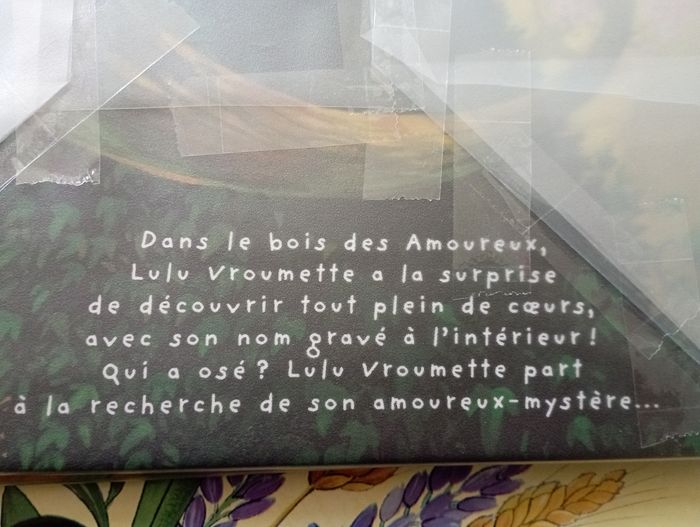 Dans le bois des Amoureux,
Lulu Vroumette a la surprise
de découvrir tout plein de cœurs,
avec son nom gravé à l'intérieur !
Qui a osé ? Lulu Vroumette part
à la recherche de son amoureux-mystère...